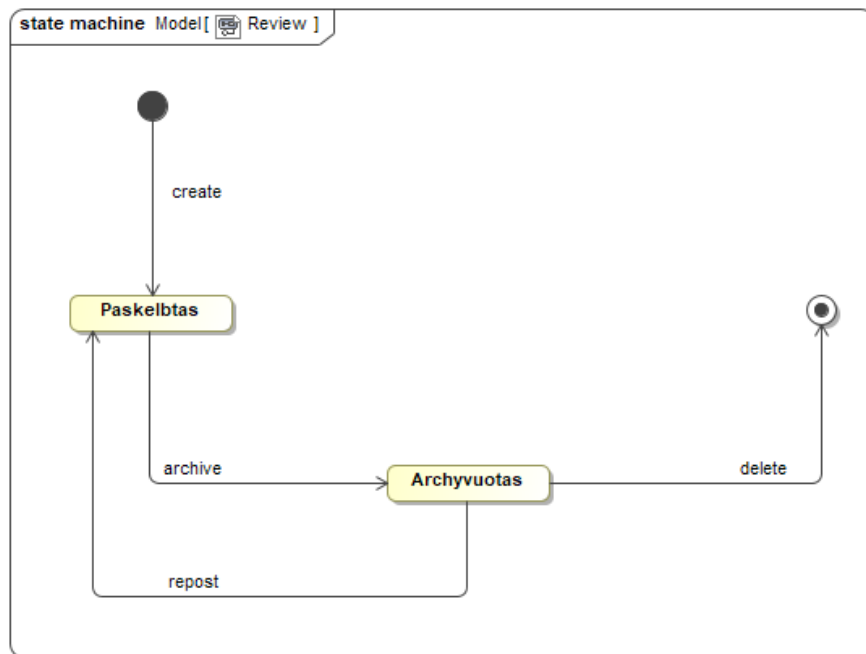 state machine Model[ Review ]
create
Paskelbtas
archive
Archyvuotas
delete
repost